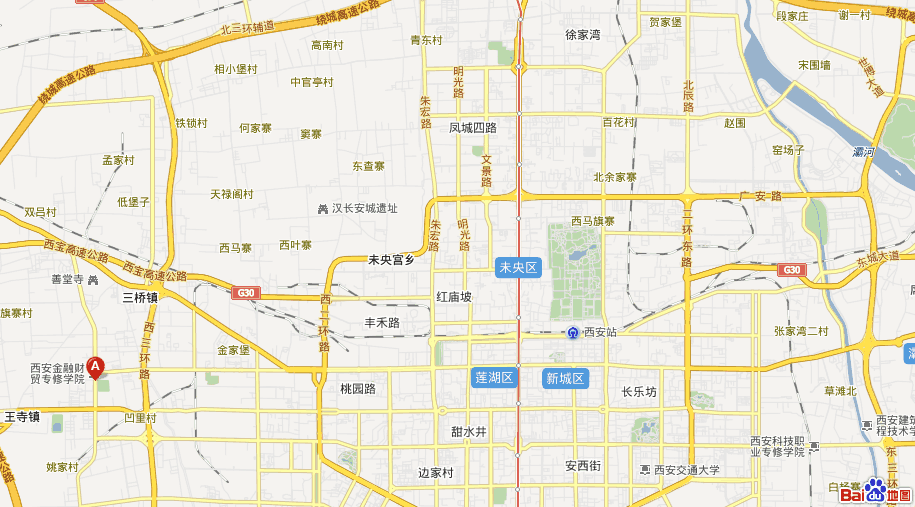 绕城高速公路
北三环辅道
绕城高速公路
青东村
徐家湾
贺家堡
段家庄
谢一村
高南村
相小堡村
中官亭村
明光路
朱宏路
北辰路
宋围墙
世博大道
铁锁村
何家寨
窦寨
凤城四路
百花村
赵围
孟家村
东查寨
文景路
窑场子
灞河
北余家寨
天禄阁村
低堡子
双吕村
汉长安城遗址
广安路
西马旗寨
朱宏路
明光路
二环东路
西马寨
西叶寨
西宝高速公路
西宝高速公路
未央宫乡
未央区
G30
东城大道
善堂寺
三桥镇
G30
红庙坡
旗寨村
丰禾路
西二环路
西三环路
西安站
张家湾二村
金家堡
西安金融财
贸专修学院
A
莲湖区
新城区
桃园路
长乐坊
草滩北
王寺镇
凹里村
甜水井
西安建筑
程技术学
西安科技职
业专修学院
姚家村
边家村
安西街
西安交通大学
东三环
白杨寨
Baidu地图